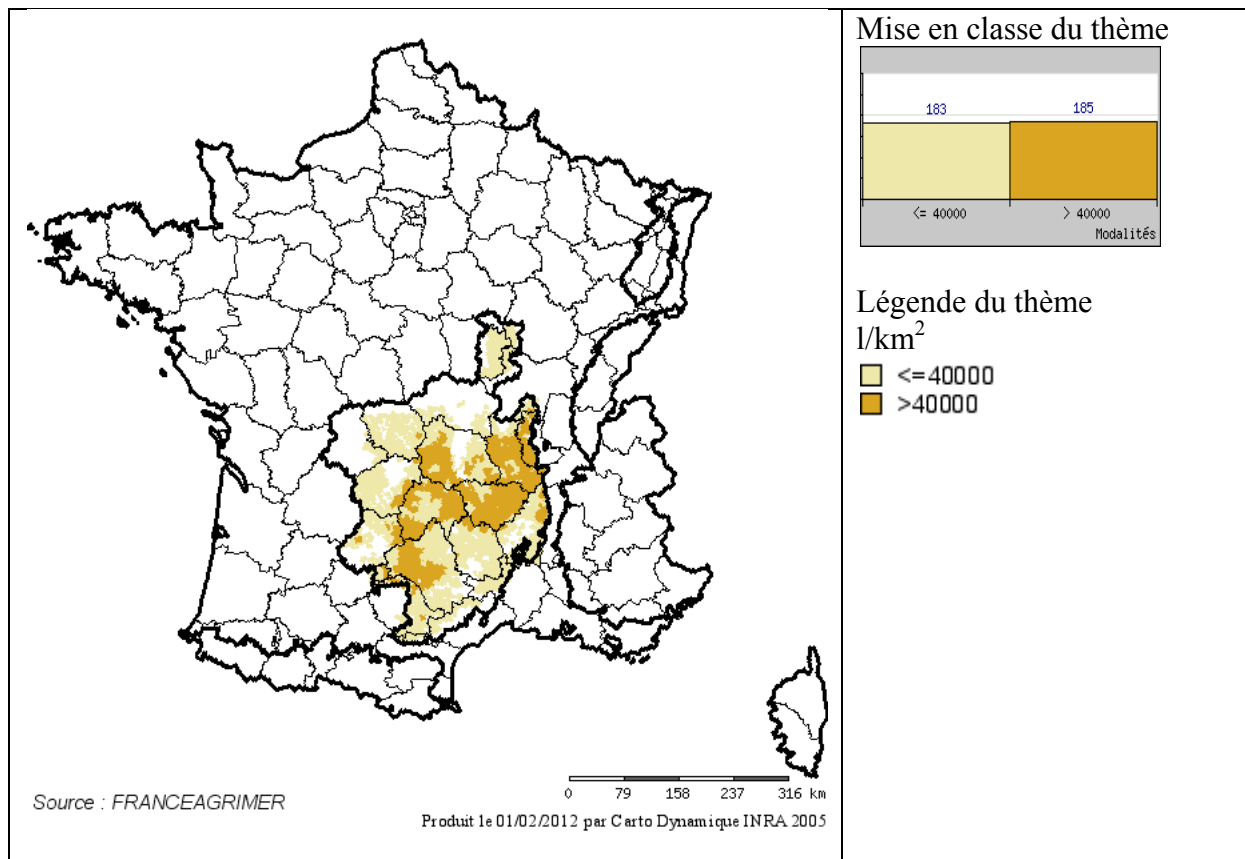 Mise en classe du thème
183 185
<= 40000 > 40000
Modalités
Légende du thème
l/km²
<=40000
>40000
0 79 158 237 316 km
Source : FRANCEAGRIMER
Produit le 01/02/2012 par Carto Dynamique INRA 2005